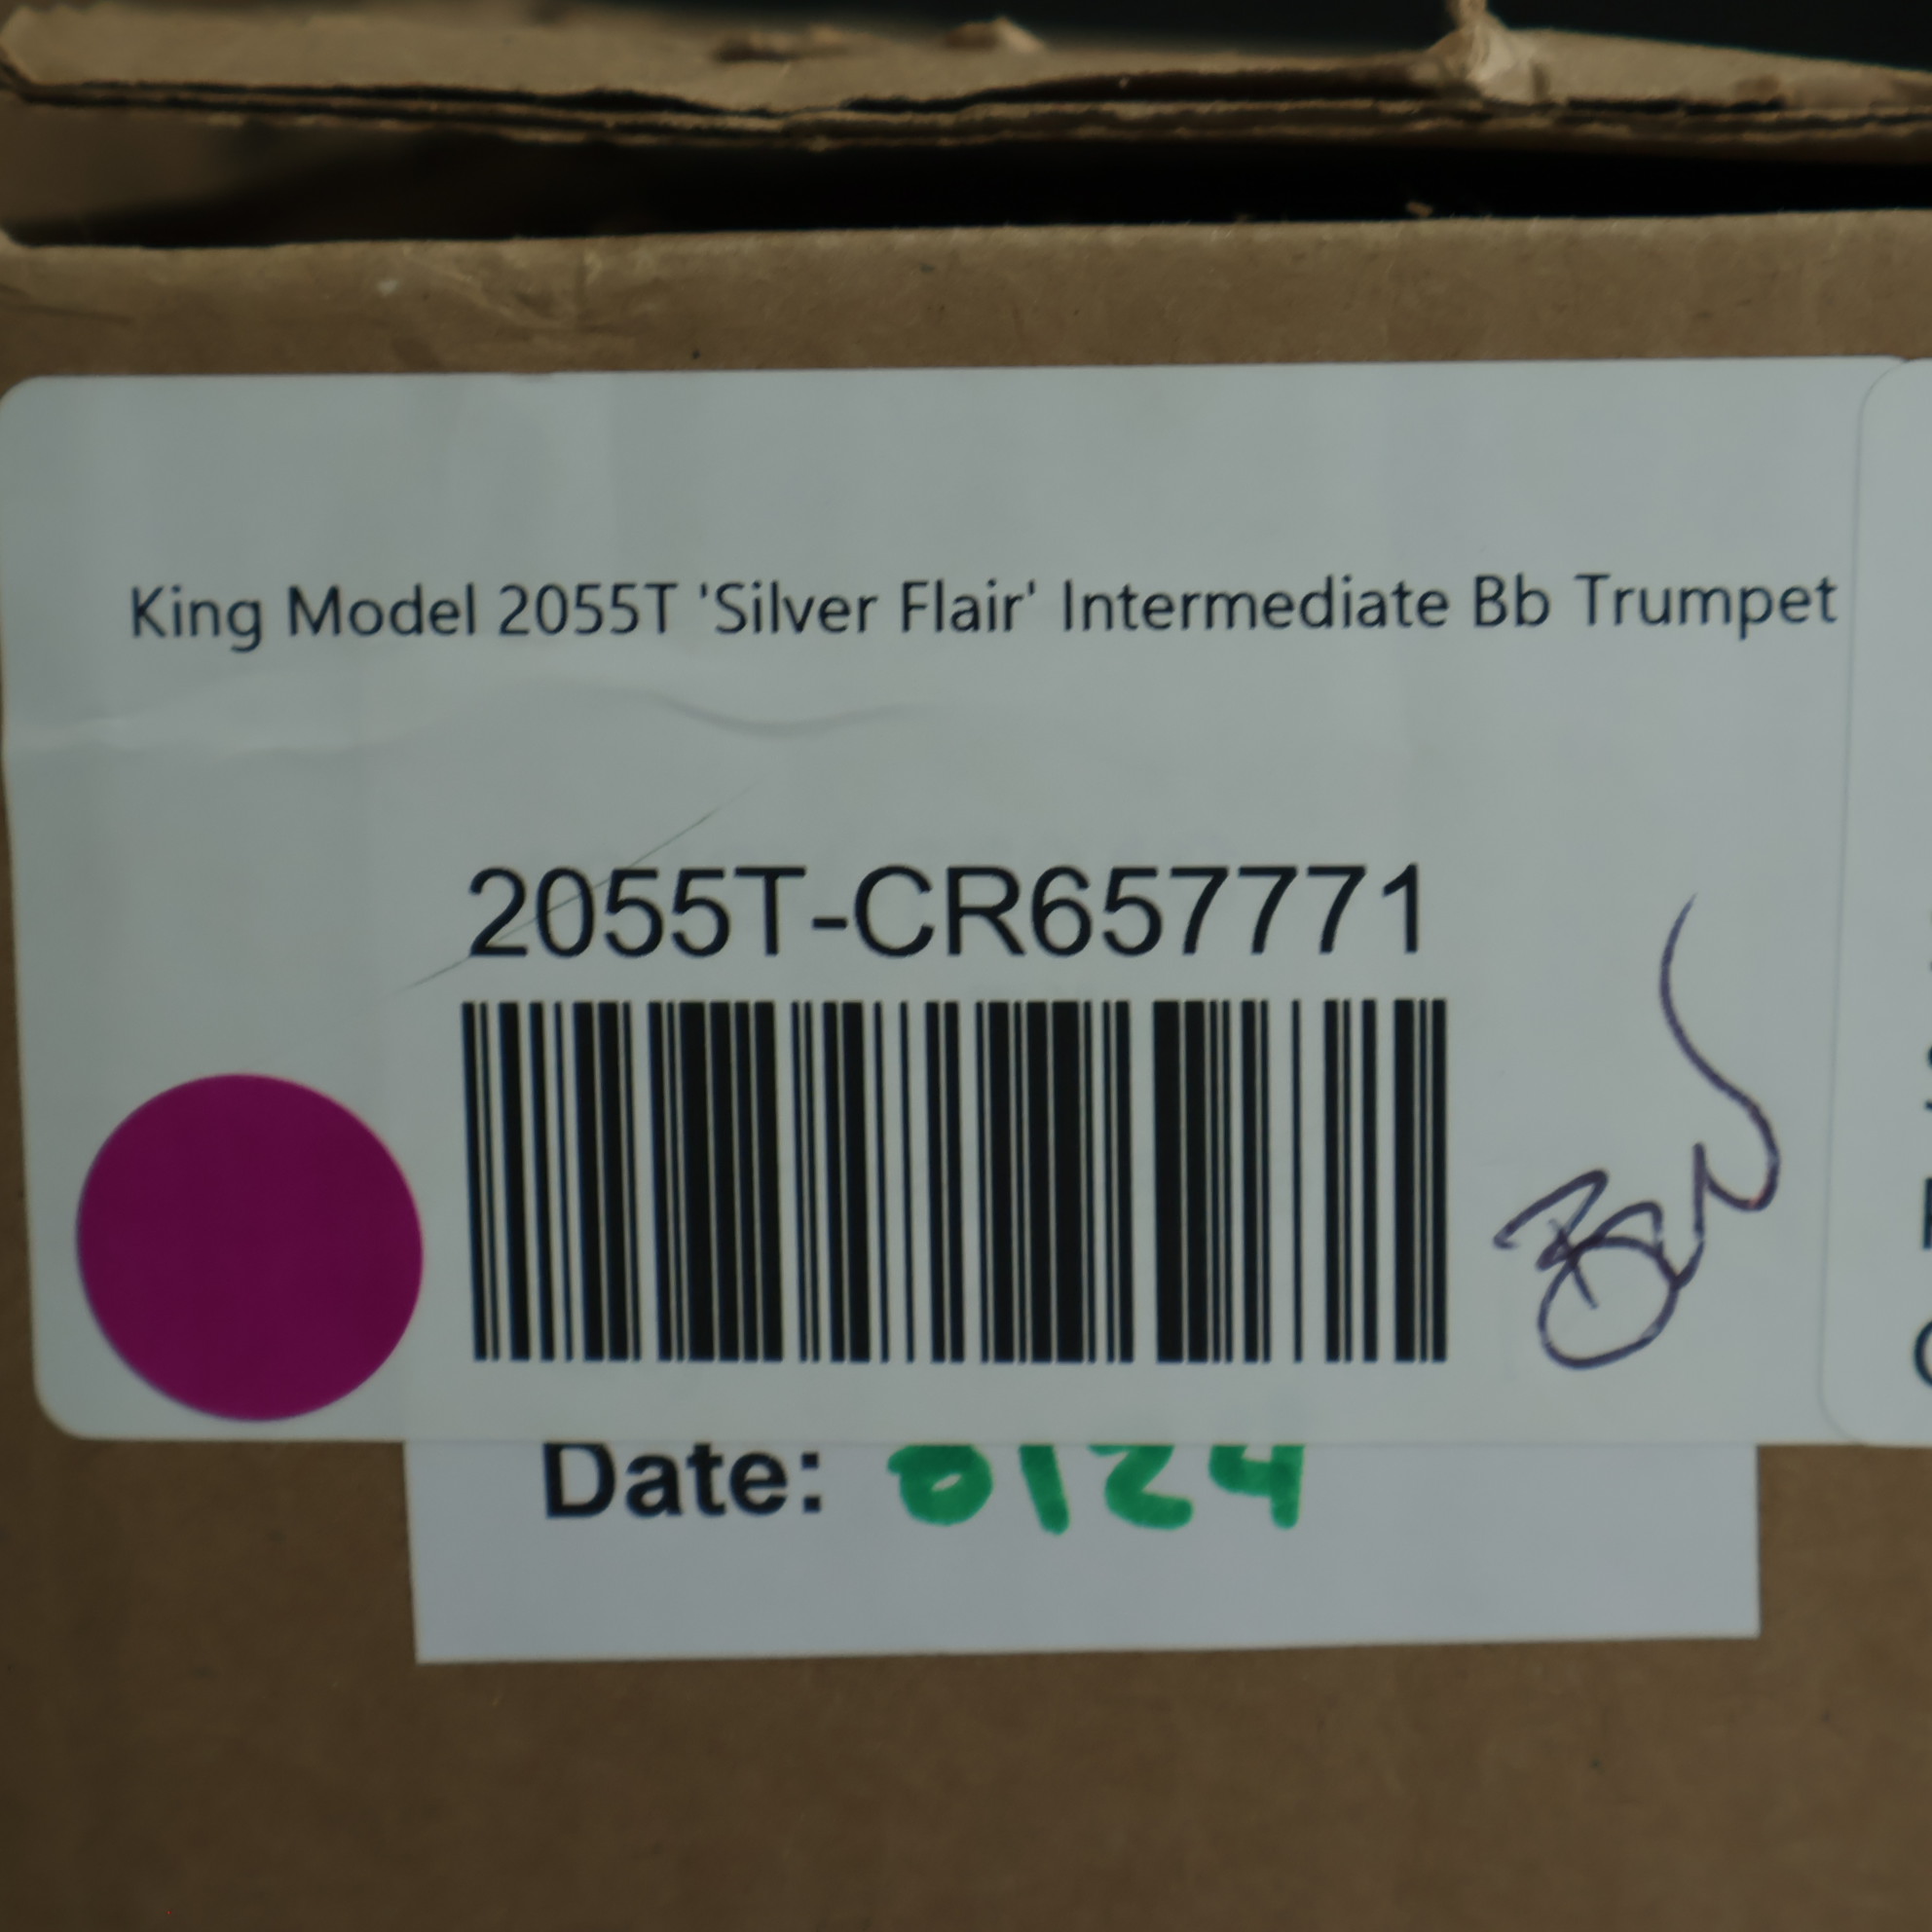 King Model 2055T 'Silver Flair' Intermediate Bb Trumpet
2055T-CR657771
Date: